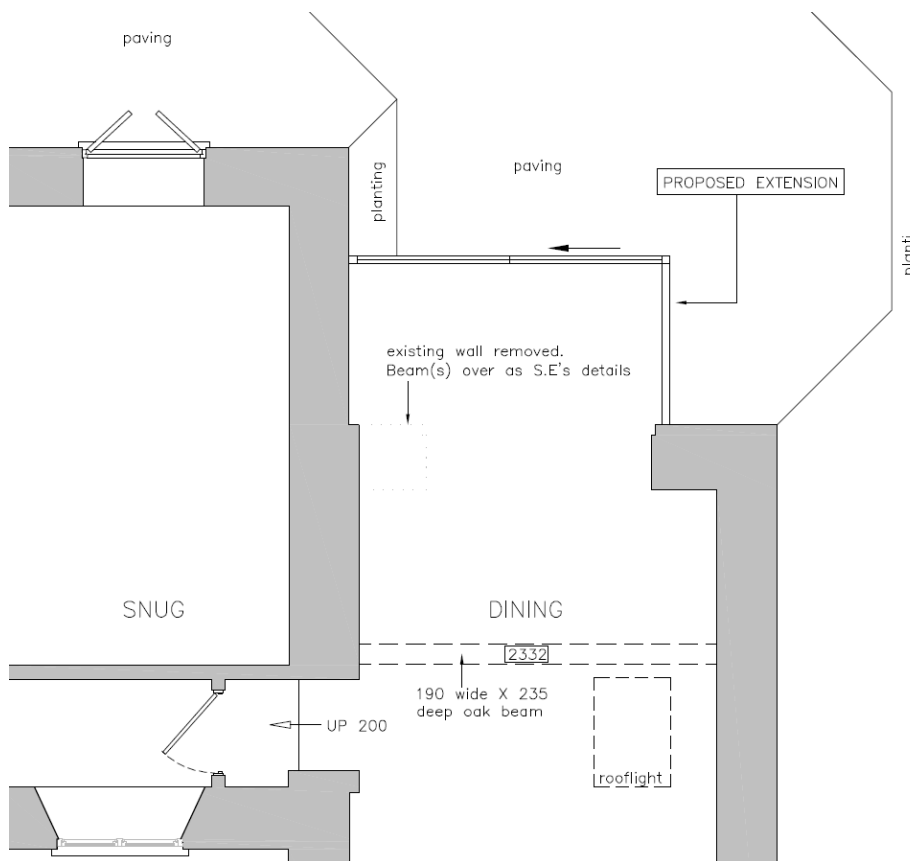 paving
planting
paving
PROPOSED EXTENSION
planti
existing wall removed.
Beam(s) over as S.E's details
SNUG
DINING
2332
190 wide X 235
deep oak beam
UP 200
rooflight